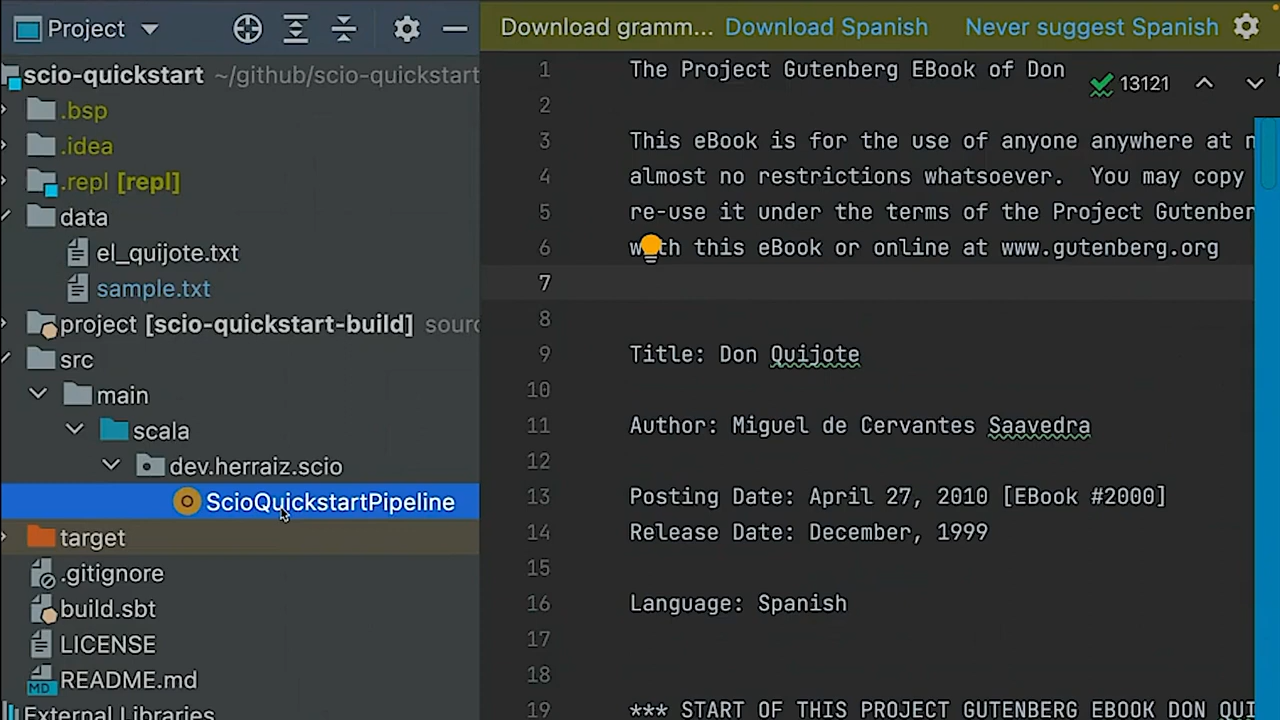 Project
scio-quickstart ~/github/scio-quickstart
.bsp
.idea
.repl [repl]
data
el_quijote.txt
sample.txt
project [scio-quickstart-build] sourc
src
main
scala
dev.herraiz.scio
ScioQuickstartPipeline
target
.gitignore
build.sbt
LICENSE
README.md
External Libraries
Download gramm... Download Spanish Never suggest Spanish
13121
1 The Project Gutenberg EBook of Don
2
3 This eBook is for the use of anyone anywhere at n
4 almost no restrictions whatsoever. You may copy
5 re-use it under the terms of the Project Gutenber
6 with this eBook or online at www.gutenberg.org
7
8
9 Title: Don Quijote
10
11 Author: Miguel de Cervantes Saavedra
12
13 Posting Date: April 27, 2010 [EBook #2000]
14 Release Date: December, 1999
15
16 Language: Spanish
17
18
19 *** START OF THIS PROJECT GUTENBERG EBOOK DON QUI